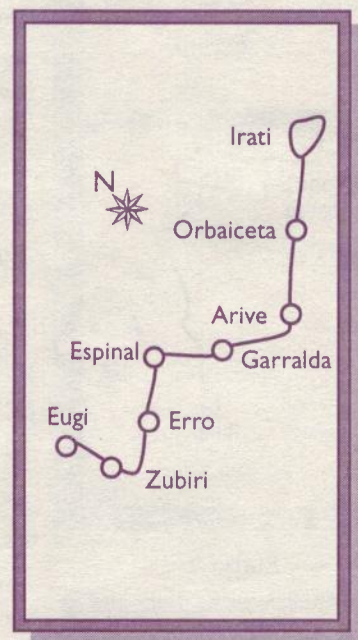 Irati
N
Orbaiceta
Arive
Espinal
Garralda
Eugi
Erro
Zubiri